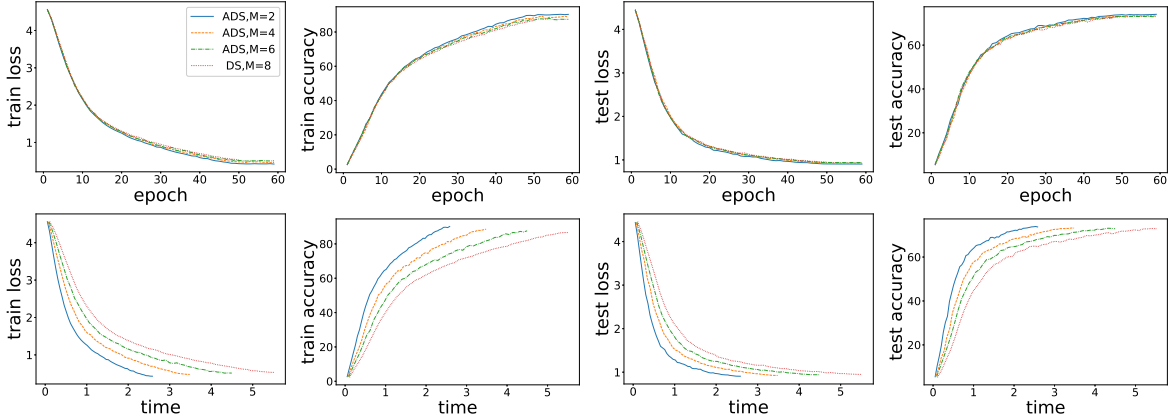 train loss
4
3
2
1
0 10 20 30 40 50 60
epoch
ADS,M=2
ADS,M=4
ADS,M=6
DS,M=8
train accuracy
80
60
40
20
0
0 10 20 30 40 50 60
epoch
test loss
4
3
2
1
0 10 20 30 40 50 60
epoch
test accuracy
60
40
20
0 10 20 30 40 50 60
epoch
train loss
4
3
2
1
0 1 2 3 4 5
time
train accuracy
80
60
40
20
0
0 1 2 3 4 5
time
test loss
4
3
2
1
0 1 2 3 4 5
time
test accuracy
60
40
20
0 1 2 3 4 5
time